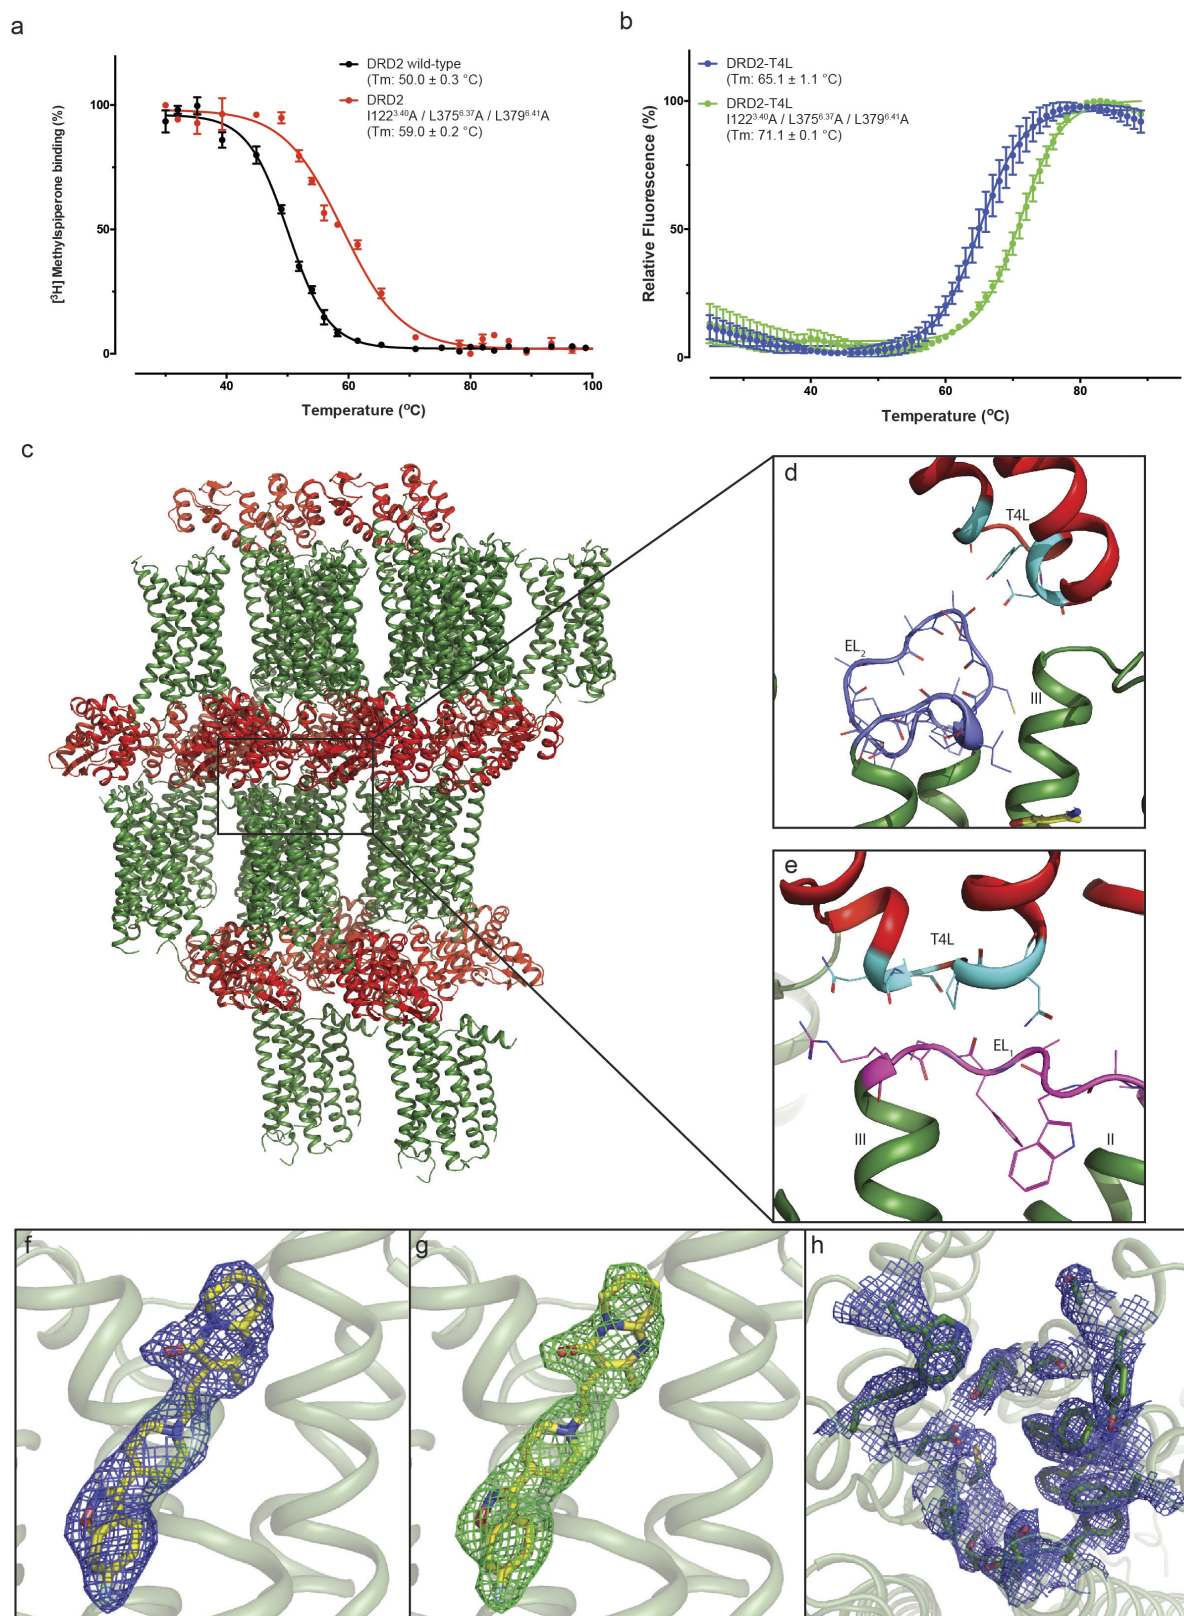 a
DRD2 wild-type
(Tm: 50.0 ± 0.3 °C)
DRD2
I122³·⁴⁰A / L375⁶·³⁷A / L379⁶·⁴¹A
(Tm: 59.0 ± 0.2 °C)
[³H] Methylspiperone binding (%)
100
50
0
40
60
80
100
Temperature (ºC)
b
DRD2-T4L
(Tm: 65.1 ± 1.1 °C)
DRD2-T4L
I122³·⁴⁰A / L375⁶·³⁷A / L379⁶·⁴¹A
(Tm: 71.1 ± 0.1 °C)
Relative Fluorescence (%)
100
50
0
40
60
80
Temperature (ºC)
c
d
T4L
EL₂
III
e
T4L
EL₁
III
II
f
g
h